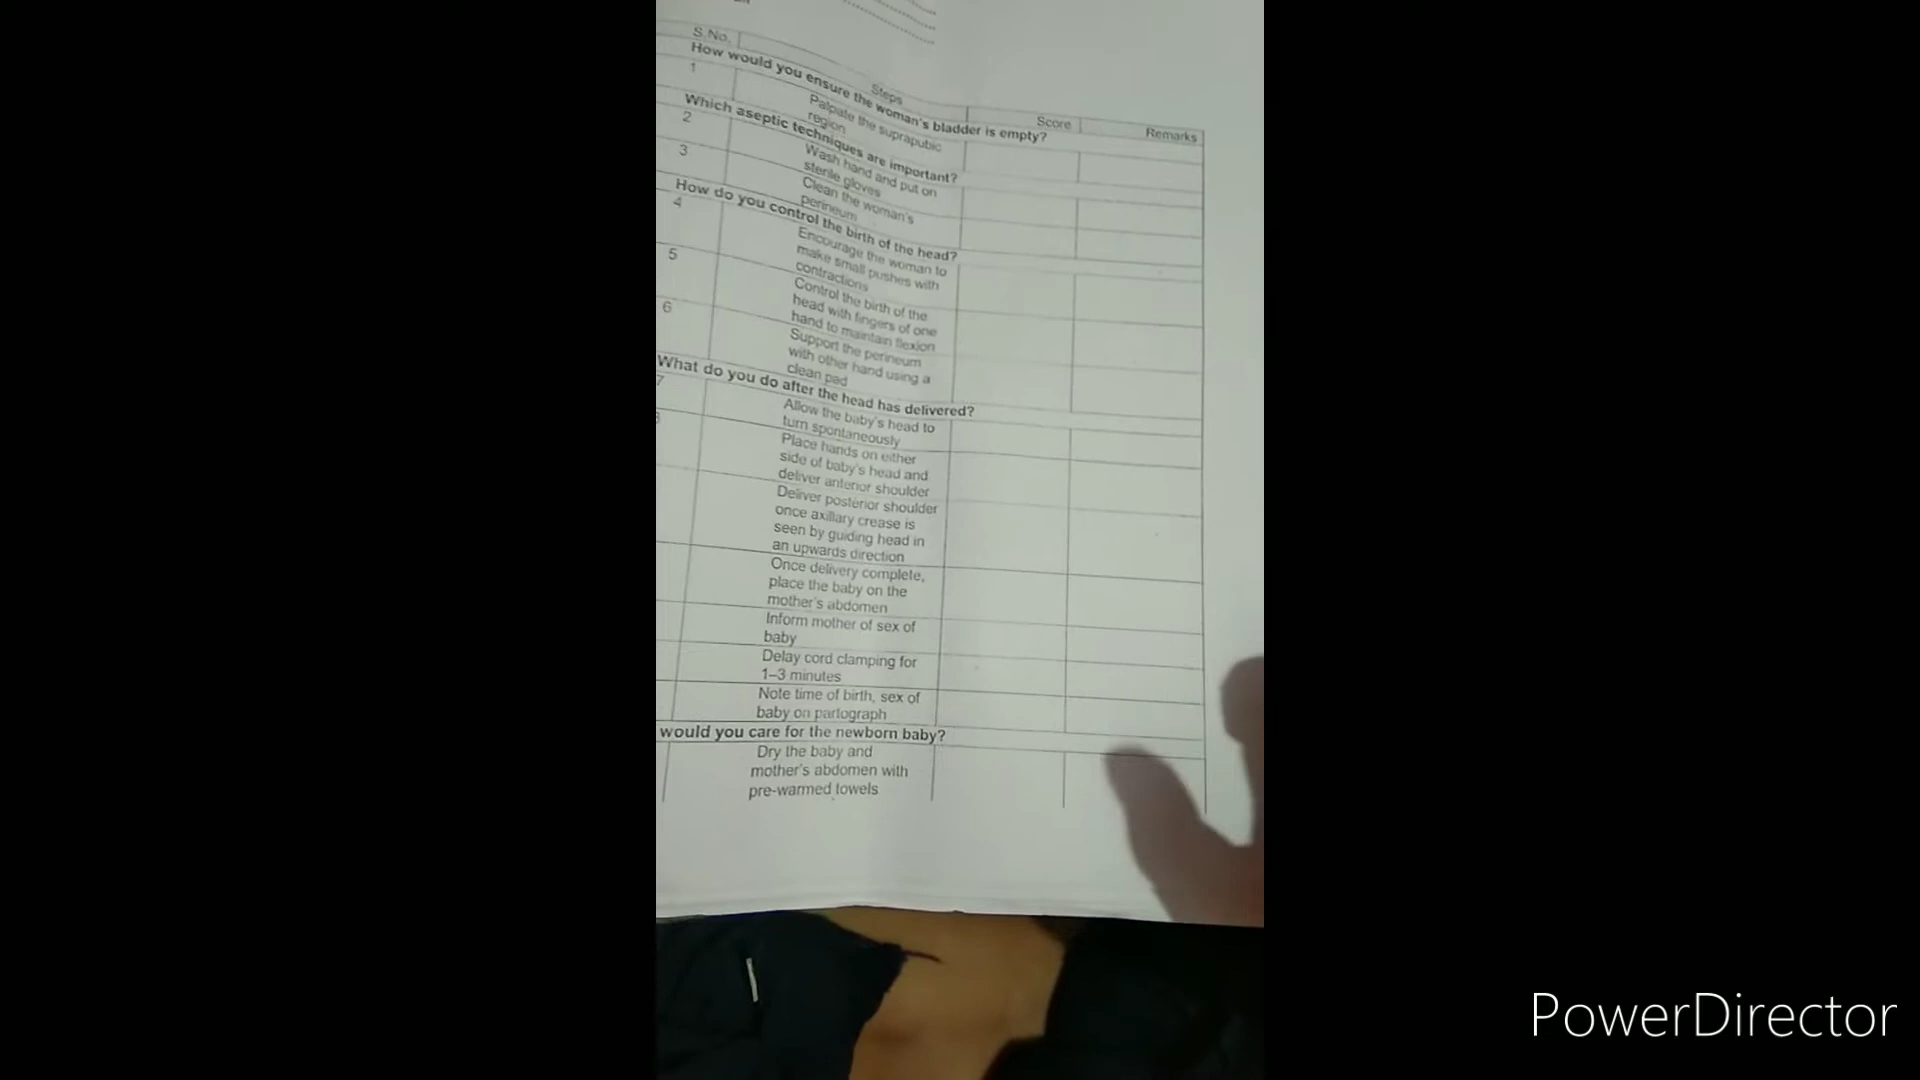 S.No.
Steps
Score
Remarks
How would you ensure the woman's bladder is empty?
1
Palpate the suprapubic
region
Which aseptic techniques are important?
2
Wash hand and put on
sterile gloves
3
Clean the woman's
perineum
How do you control the birth of the head?
4
Encourage the woman to
make small pushes with
contractions
5
Control the birth of the
head with fingers of one
hand to maintain flexion
6
Support the perineum
with other hand using a
clean pad
What do you do after the head has delivered?
7
Allow the baby's head to
turn spontaneously
Place hands on either
side of baby's head and
deliver anterior shoulder
Deliver posterior shoulder
once axillary crease is
seen by guiding head in
an upwards direction
Once delivery complete,
place the baby on the
mother's abdomen
Inform mother of sex of
baby
Delay cord clamping for
1–3 minutes
Note time of birth, sex of
baby on partograph
would you care for the newborn baby?
Dry the baby and
mother's abdomen with
pre-warmed towels
PowerDirector